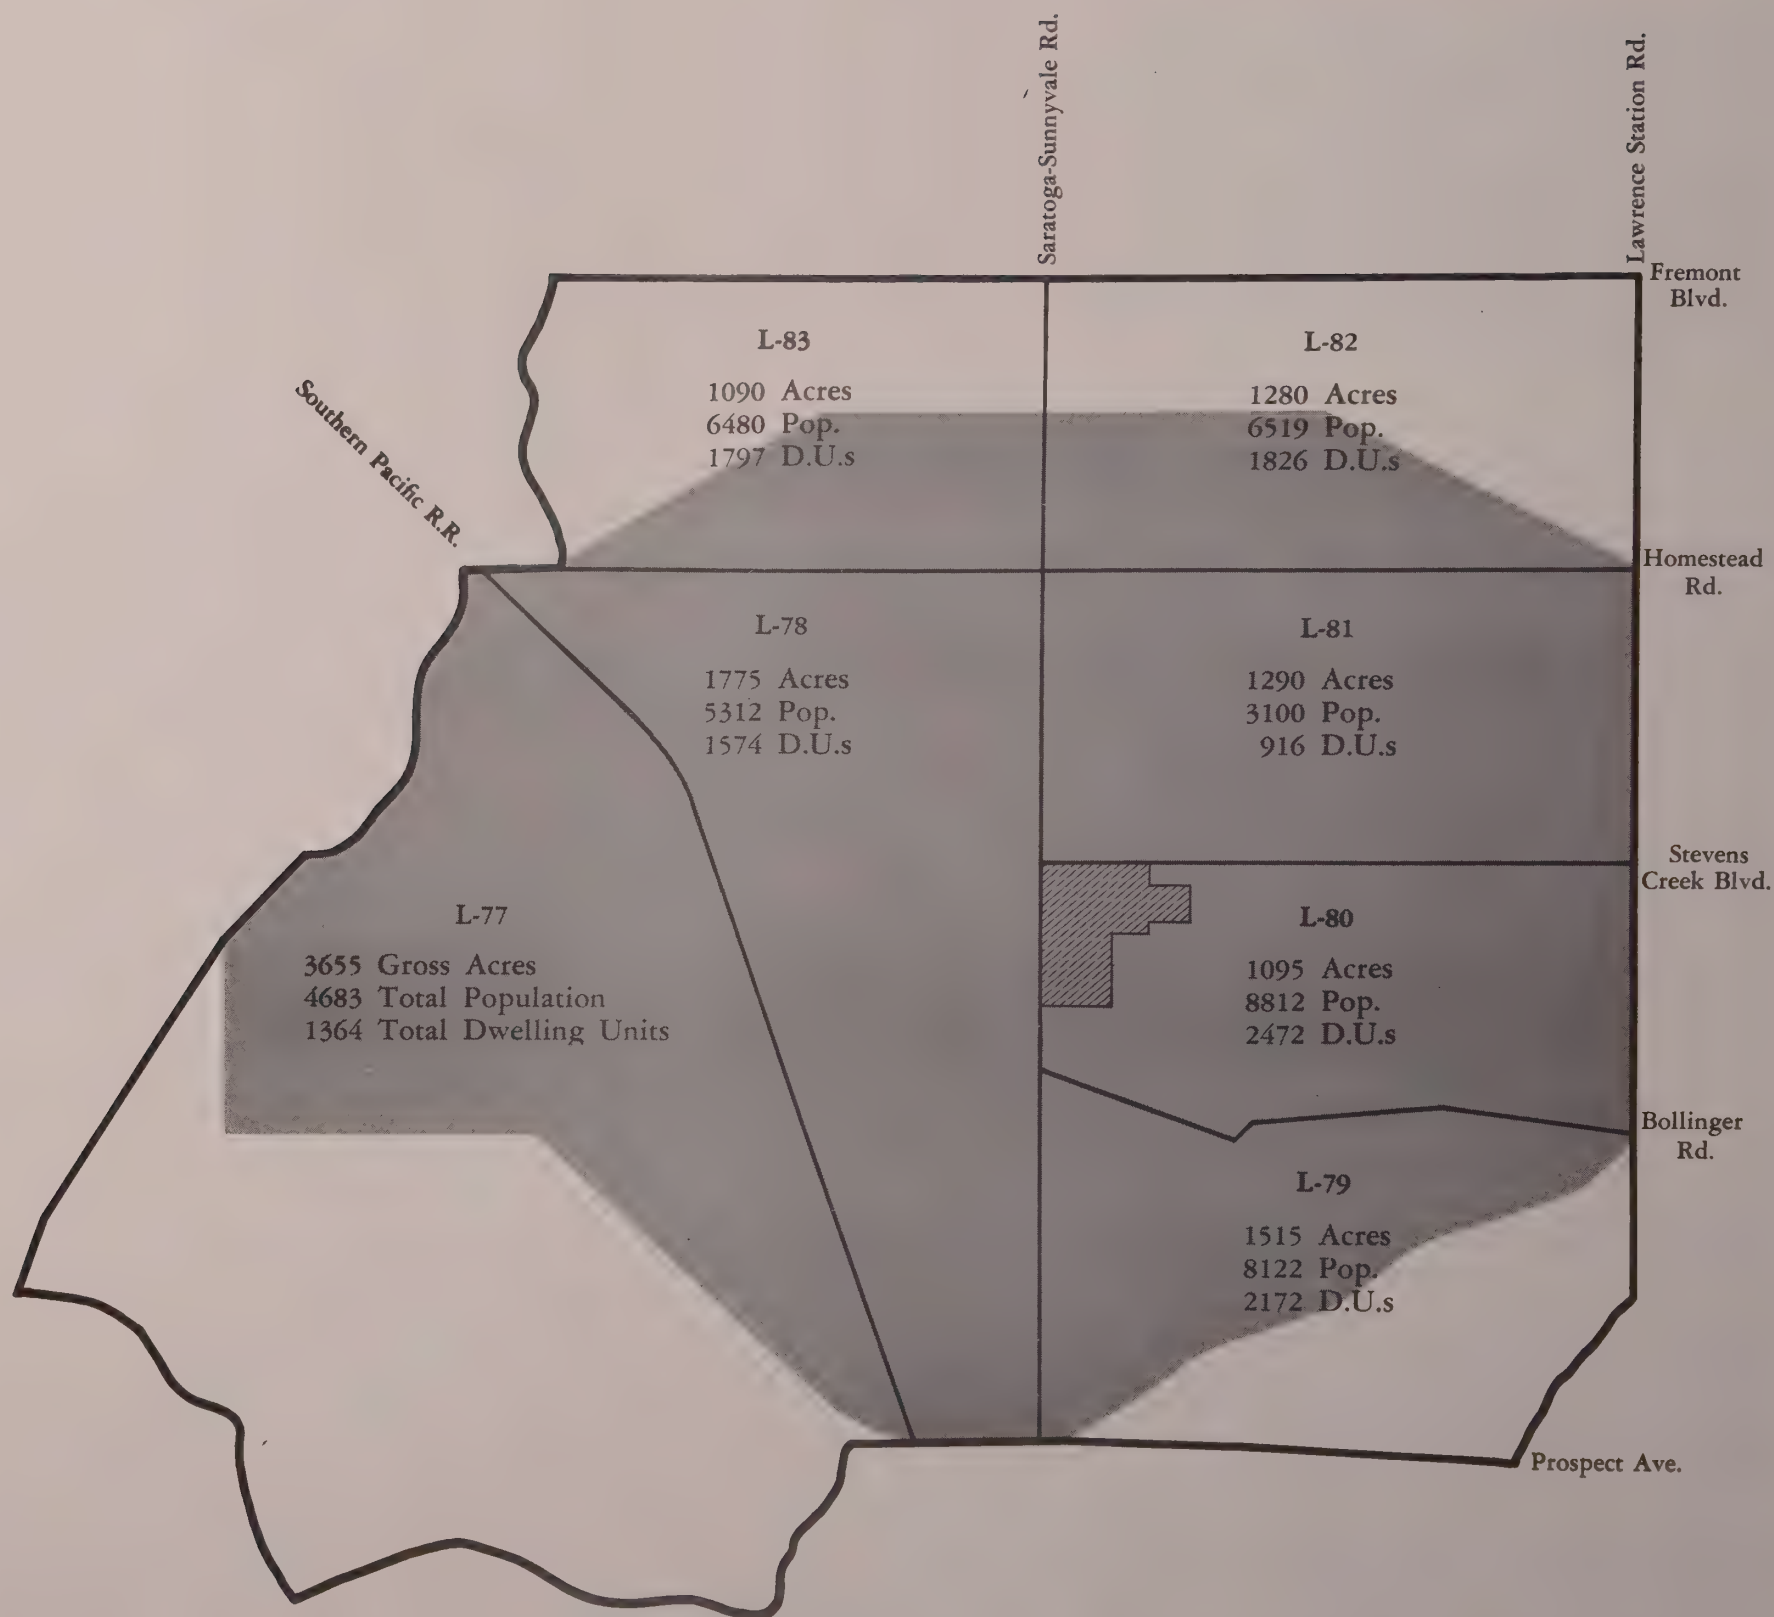 Saratoga-Sunnyvale Rd.
Lawrence Station Rd.
Fremont
Blvd.
L-83
1090 Acres
6480 Pop.
1797 D.U.s
L-82
1280 Acres
6519 Pop.
1826 D.U.s
Southern Pacific R.R.
Homestead
Rd.
L-78
1775 Acres
5312 Pop.
1574 D.U.s
L-81
1290 Acres
3100 Pop.
916 D.U.s
Stevens
Creek Blvd.
L-77
3655 Gross Acres
4683 Total Population
1364 Total Dwelling Units
L-80
1095 Acres
8812 Pop.
2472 D.U.s
Bollinger
Rd.
L-79
1515 Acres
8122 Pop.
2172 D.U.s
Prospect Ave.